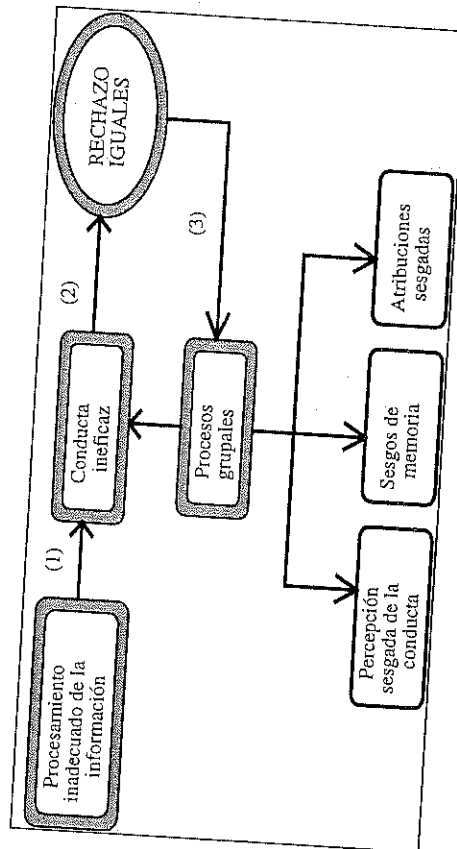 Procesamiento
inadecuado de la
información
(1)
Conducta
ineficaz
(2)
RECHAZO
IGUALES
(3)
Procesos
grupales
Percepción
sesgada de la
conducta
Sesgos de
memoria
Atribuciones
sesgadas